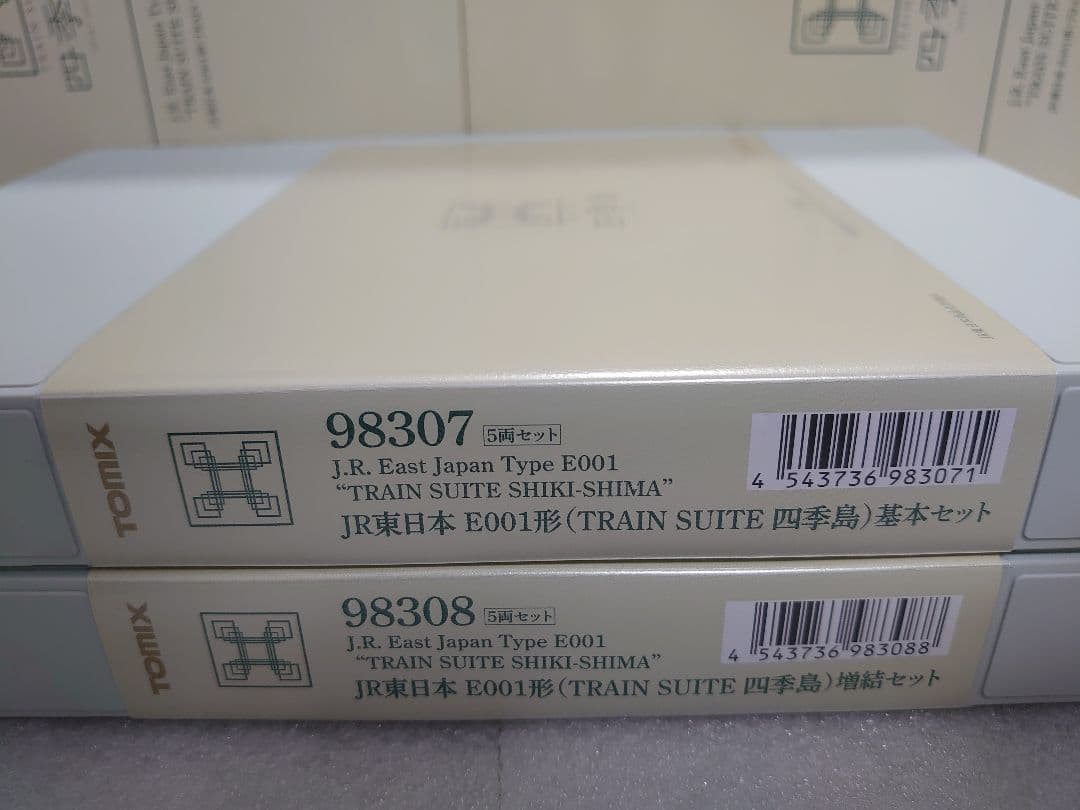 TOMIX
98307 5両セット
J.R. East Japan Type E001
“TRAIN SUITE SHIKI-SHIMA”
JR東日本 E001形(TRAIN SUITE 四季島)基本セット
4 543736 983071
TOMIX
98308 5両セット
J.R. East Japan Type E001
“TRAIN SUITE SHIKI-SHIMA”
JR東日本 E001形(TRAIN SUITE 四季島)増結セット
4 543736 983088